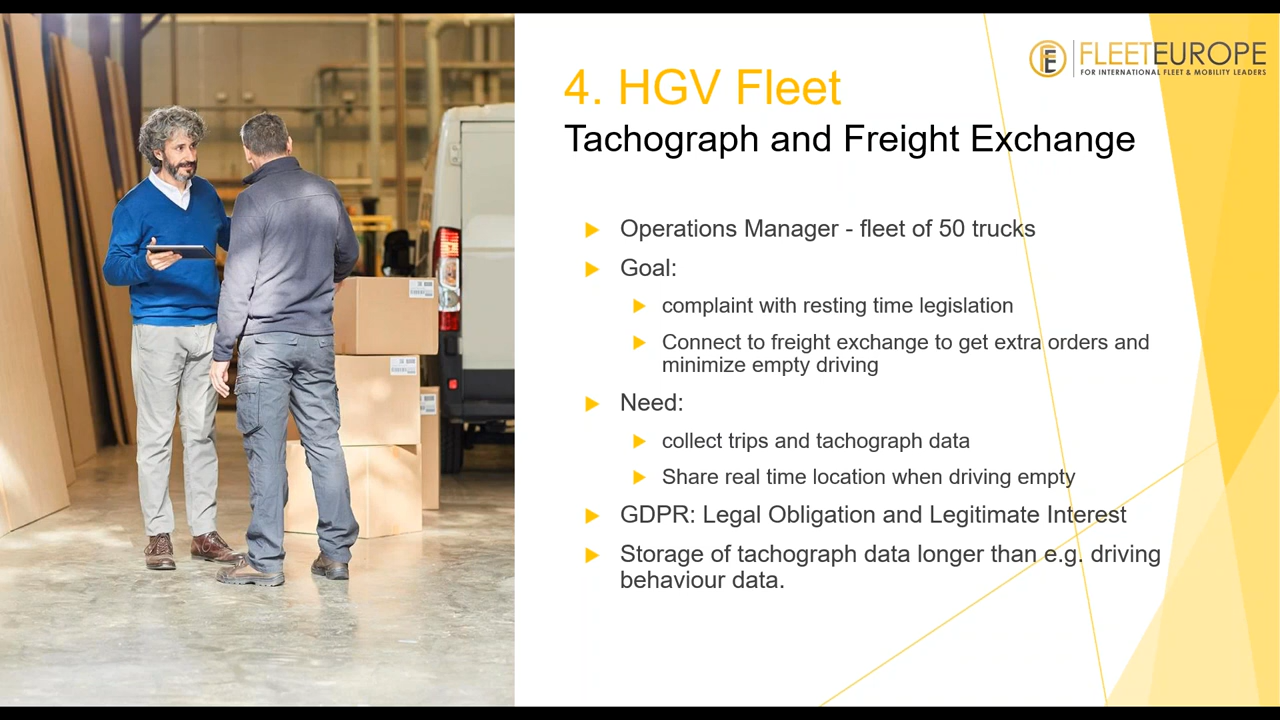 FLEETEUROPE
FOR INTERNATIONAL FLEET & MOBILITY LEADERS
4. HGV Fleet
Tachograph and Freight Exchange
Operations Manager - fleet of 50 trucks
Goal:
complaint with resting time legislation
Connect to freight exchange to get extra orders and
minimize empty driving
Need:
collect trips and tachograph data
Share real time location when driving empty
GDPR: Legal Obligation and Legitimate Interest
Storage of tachograph data longer than e.g. driving
behaviour data.